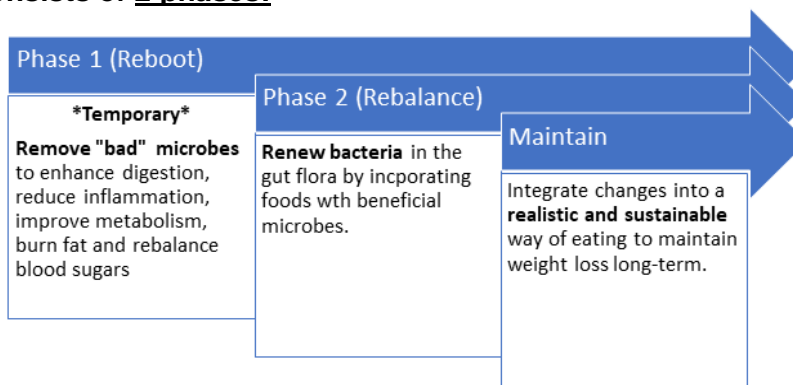 Phase 1 (Reboot)
*Temporary*
Remove "bad" microbes
to enhance digestion,
reduce inflammation,
improve metabolism,
burn fat and rebalance
blood sugars
Phase 2 (Rebalance)
Renew bacteria in the
gut flora by incporating
foods wth beneficial
microbes.
Maintain
Integrate changes into a
realistic and sustainable
way of eating to maintain
weight loss long-term.